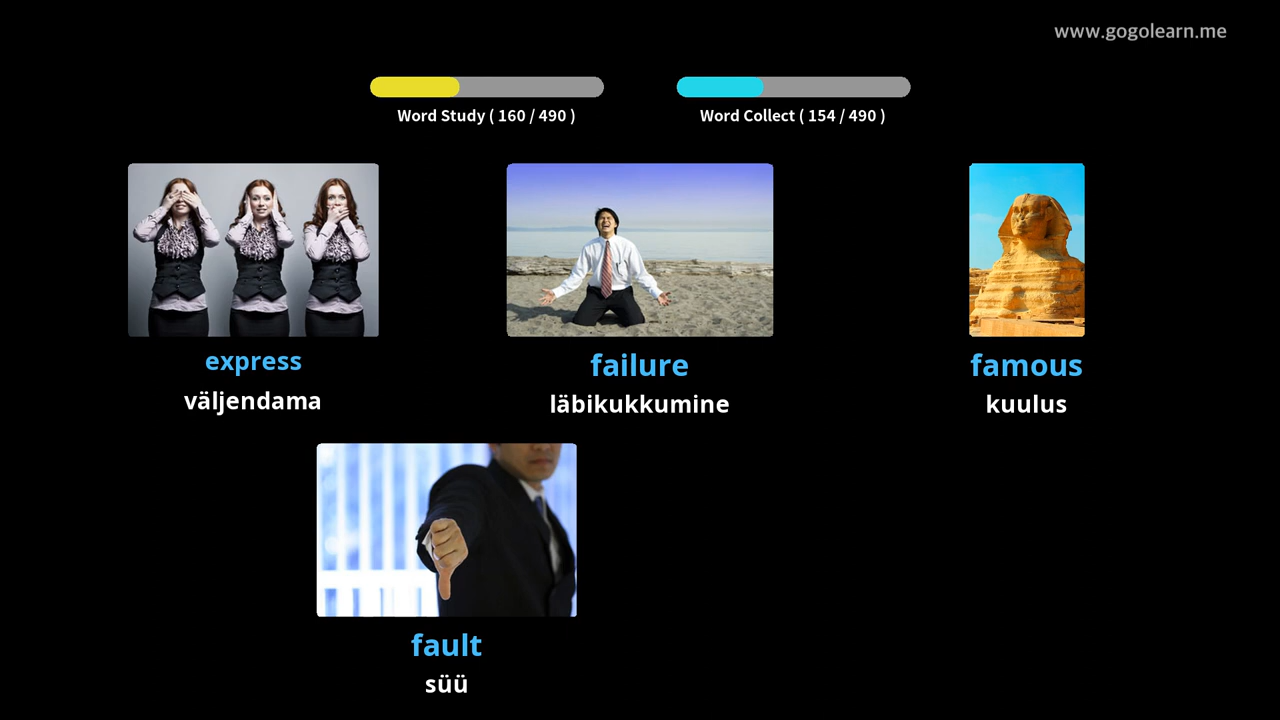 www.gogolearn.me
Word Study ( 160 / 490 )
Word Collect ( 154 / 490 )
express
väljendama
failure
läbikukkumine
famous
kuulus
fault
süü